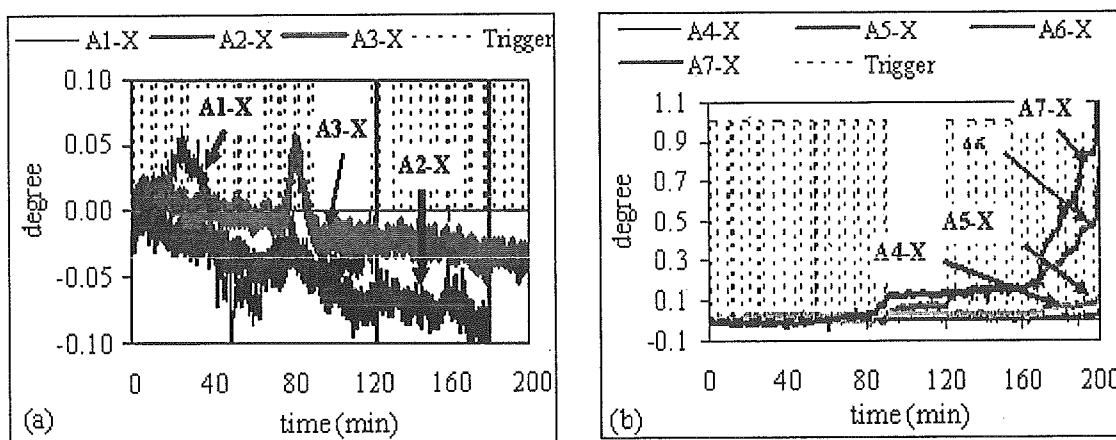 A1-X A2-X A3-X Trigger
0.10
0.05
0.00
-0.05
-0.10
degree
A1-X
A3-X
A2-X
0 40 80 120 160 200
time (min)
(a)
A4-X A5-X A6-X
A7-X Trigger
1.1
0.9
0.7
0.5
0.3
0.1
-0.1
degree
A7-X
A5-X
A4-X
0 40 80 120 160 200
time (min)
(b)